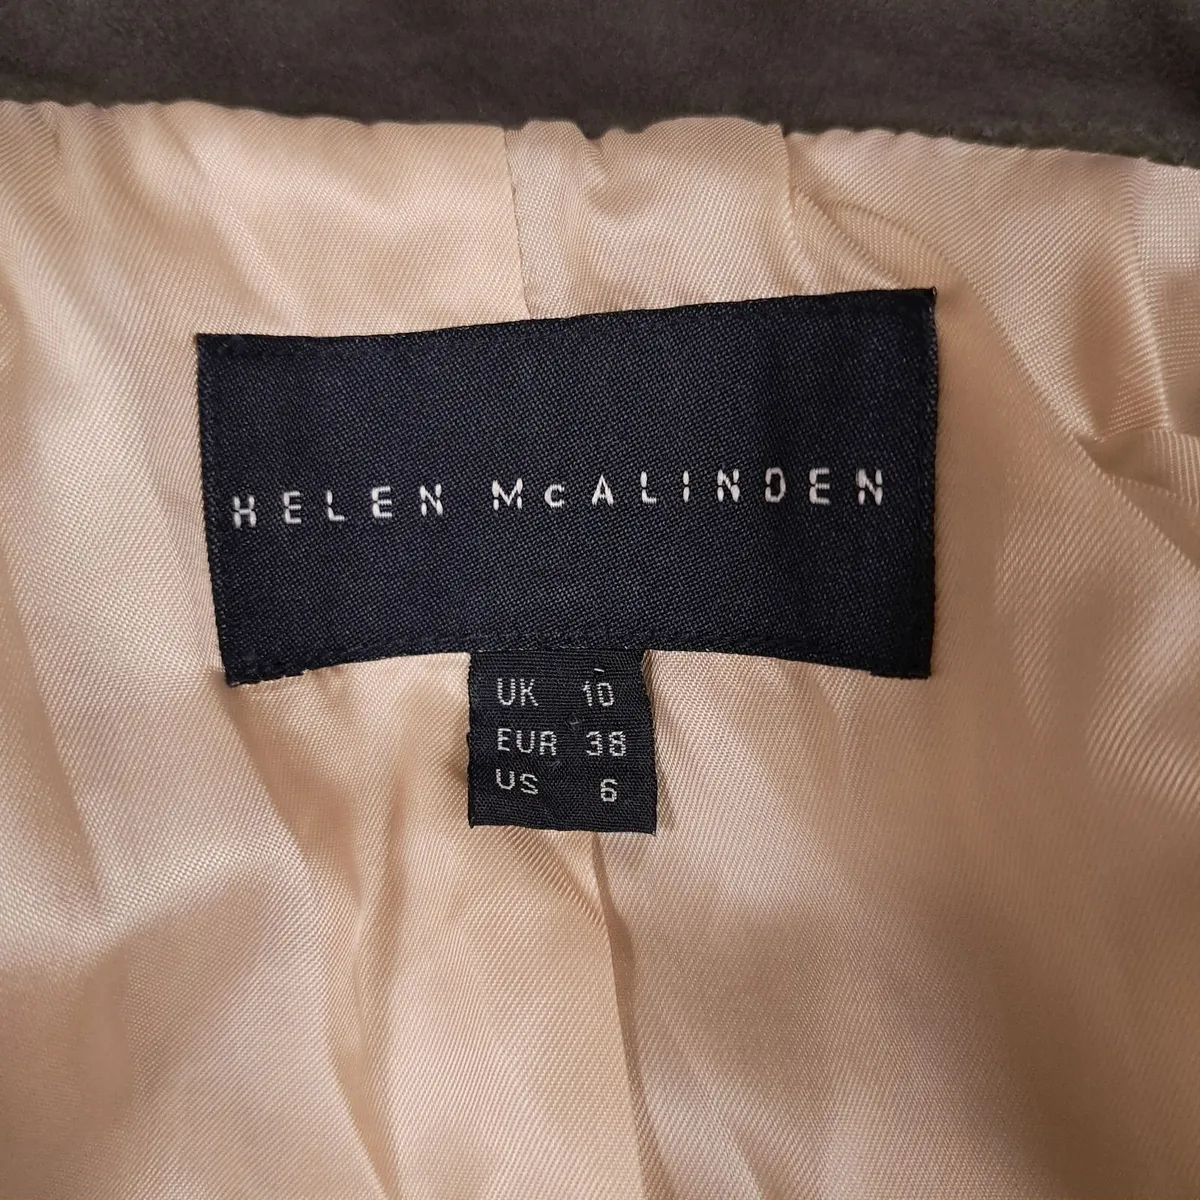 HELEN McALINDEN
UK 10
EUR 38
US 6